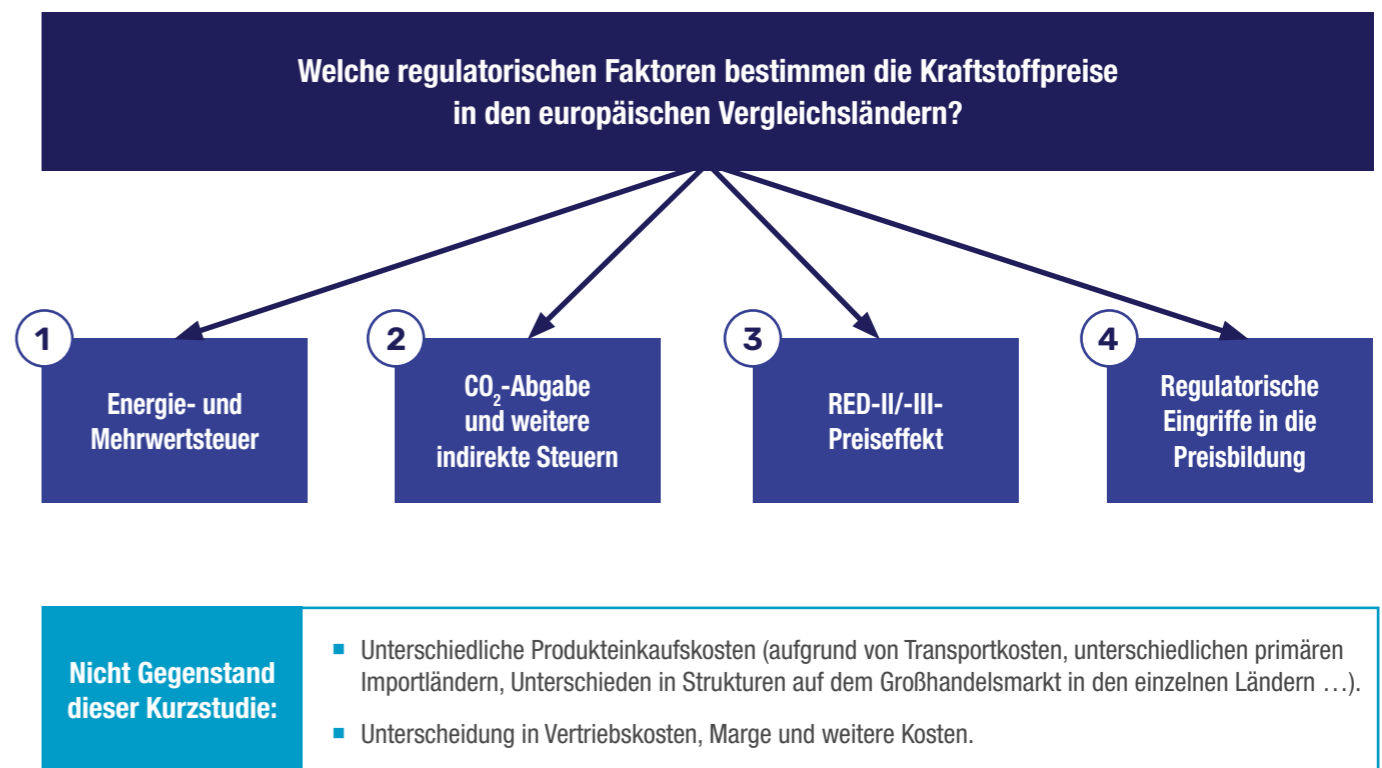 Welche regulatorischen Faktoren bestimmen die Kraftstoffpreise
in den europäischen Vergleichsländern?
1
Energie- und
Mehrwertsteuer
2
CO₂-Abgabe
und weitere
indirekte Steuern
3
RED-II/-III-
Preiseffekt
4
Regulatorische
Eingriffe in die
Preisbildung
Nicht Gegenstand
dieser Kurzstudie:
▪ Unterschiedliche Produkteinkaufskosten (aufgrund von Transportkosten, unterschiedlichen primären
Importländern, Unterschieden in Strukturen auf dem Großhandelsmarkt in den einzelnen Ländern …).
▪ Unterscheidung in Vertriebskosten, Marge und weitere Kosten.